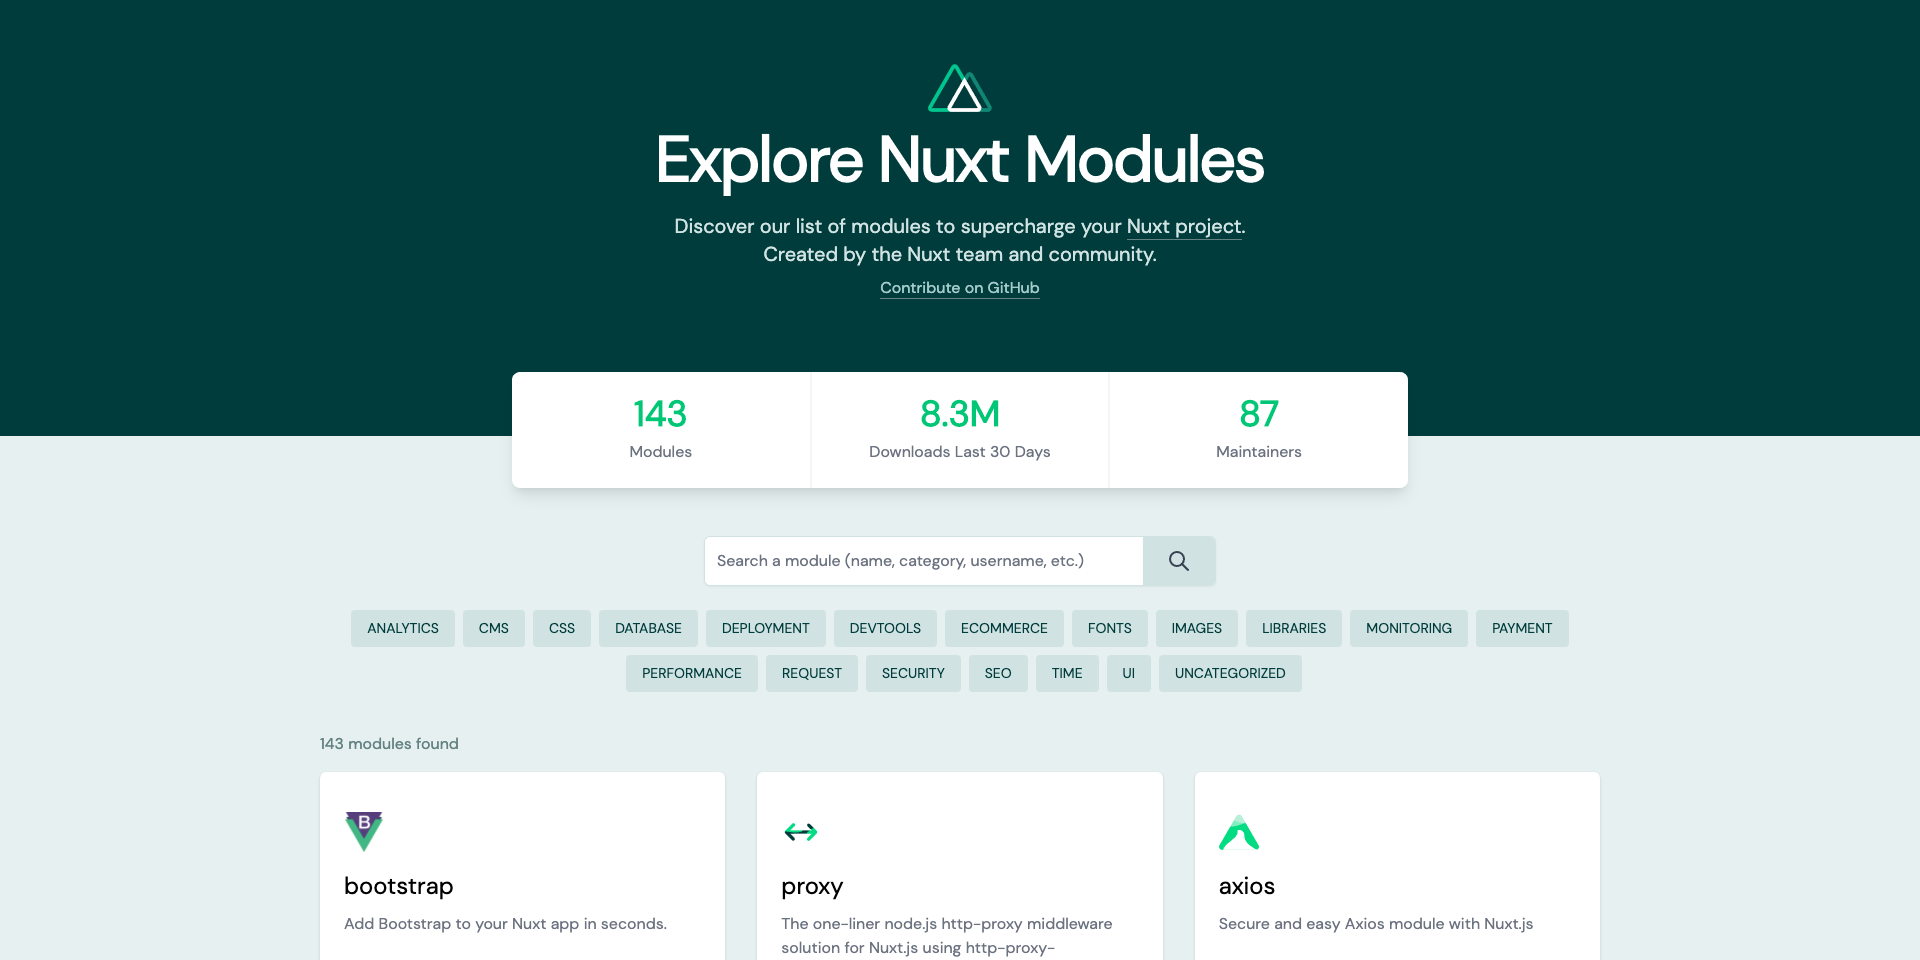 Explore Nuxt Modules
Discover our list of modules to supercharge your Nuxt project.
Created by the Nuxt team and community.
Contribute on GitHub
143
Modules
8.3M
Downloads Last 30 Days
87
Maintainers
Search a module (name, category, username, etc.)
ANALYTICS CMS CSS DATABASE DEPLOYMENT DEVTOOLS ECOMMERCE FONTS IMAGES LIBRARIES MONITORING PAYMENT
PERFORMANCE REQUEST SECURITY SEO TIME UI UNCATEGORIZED
143 modules found
B
bootstrap
Add Bootstrap to your Nuxt app in seconds.
proxy
The one-liner node.js http-proxy middleware
solution for Nuxt.js using http-proxy-
axios
Secure and easy Axios module with Nuxt.js